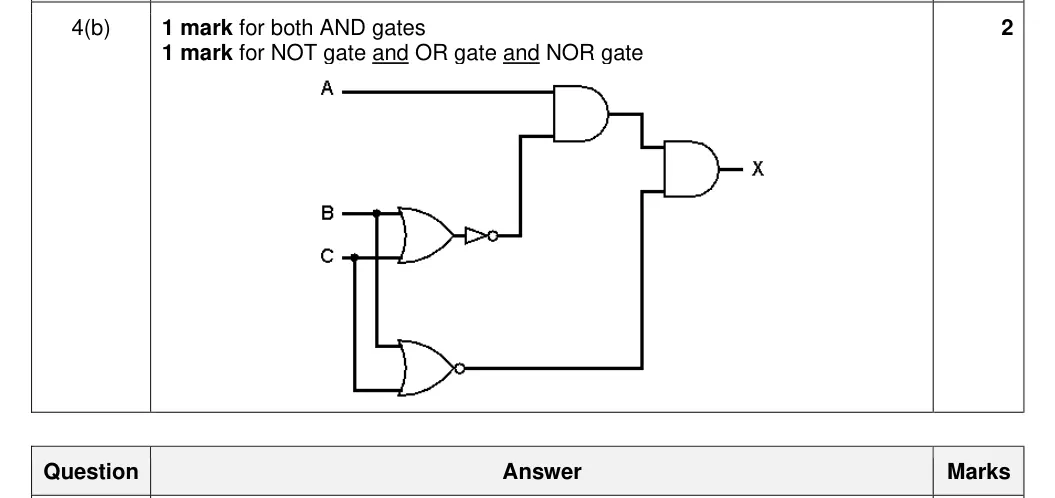 4(b)
1 mark for both AND gates
2
1 mark for NOT gate and OR gate and NOR gate
A
X
B
C
Question Answer Marks